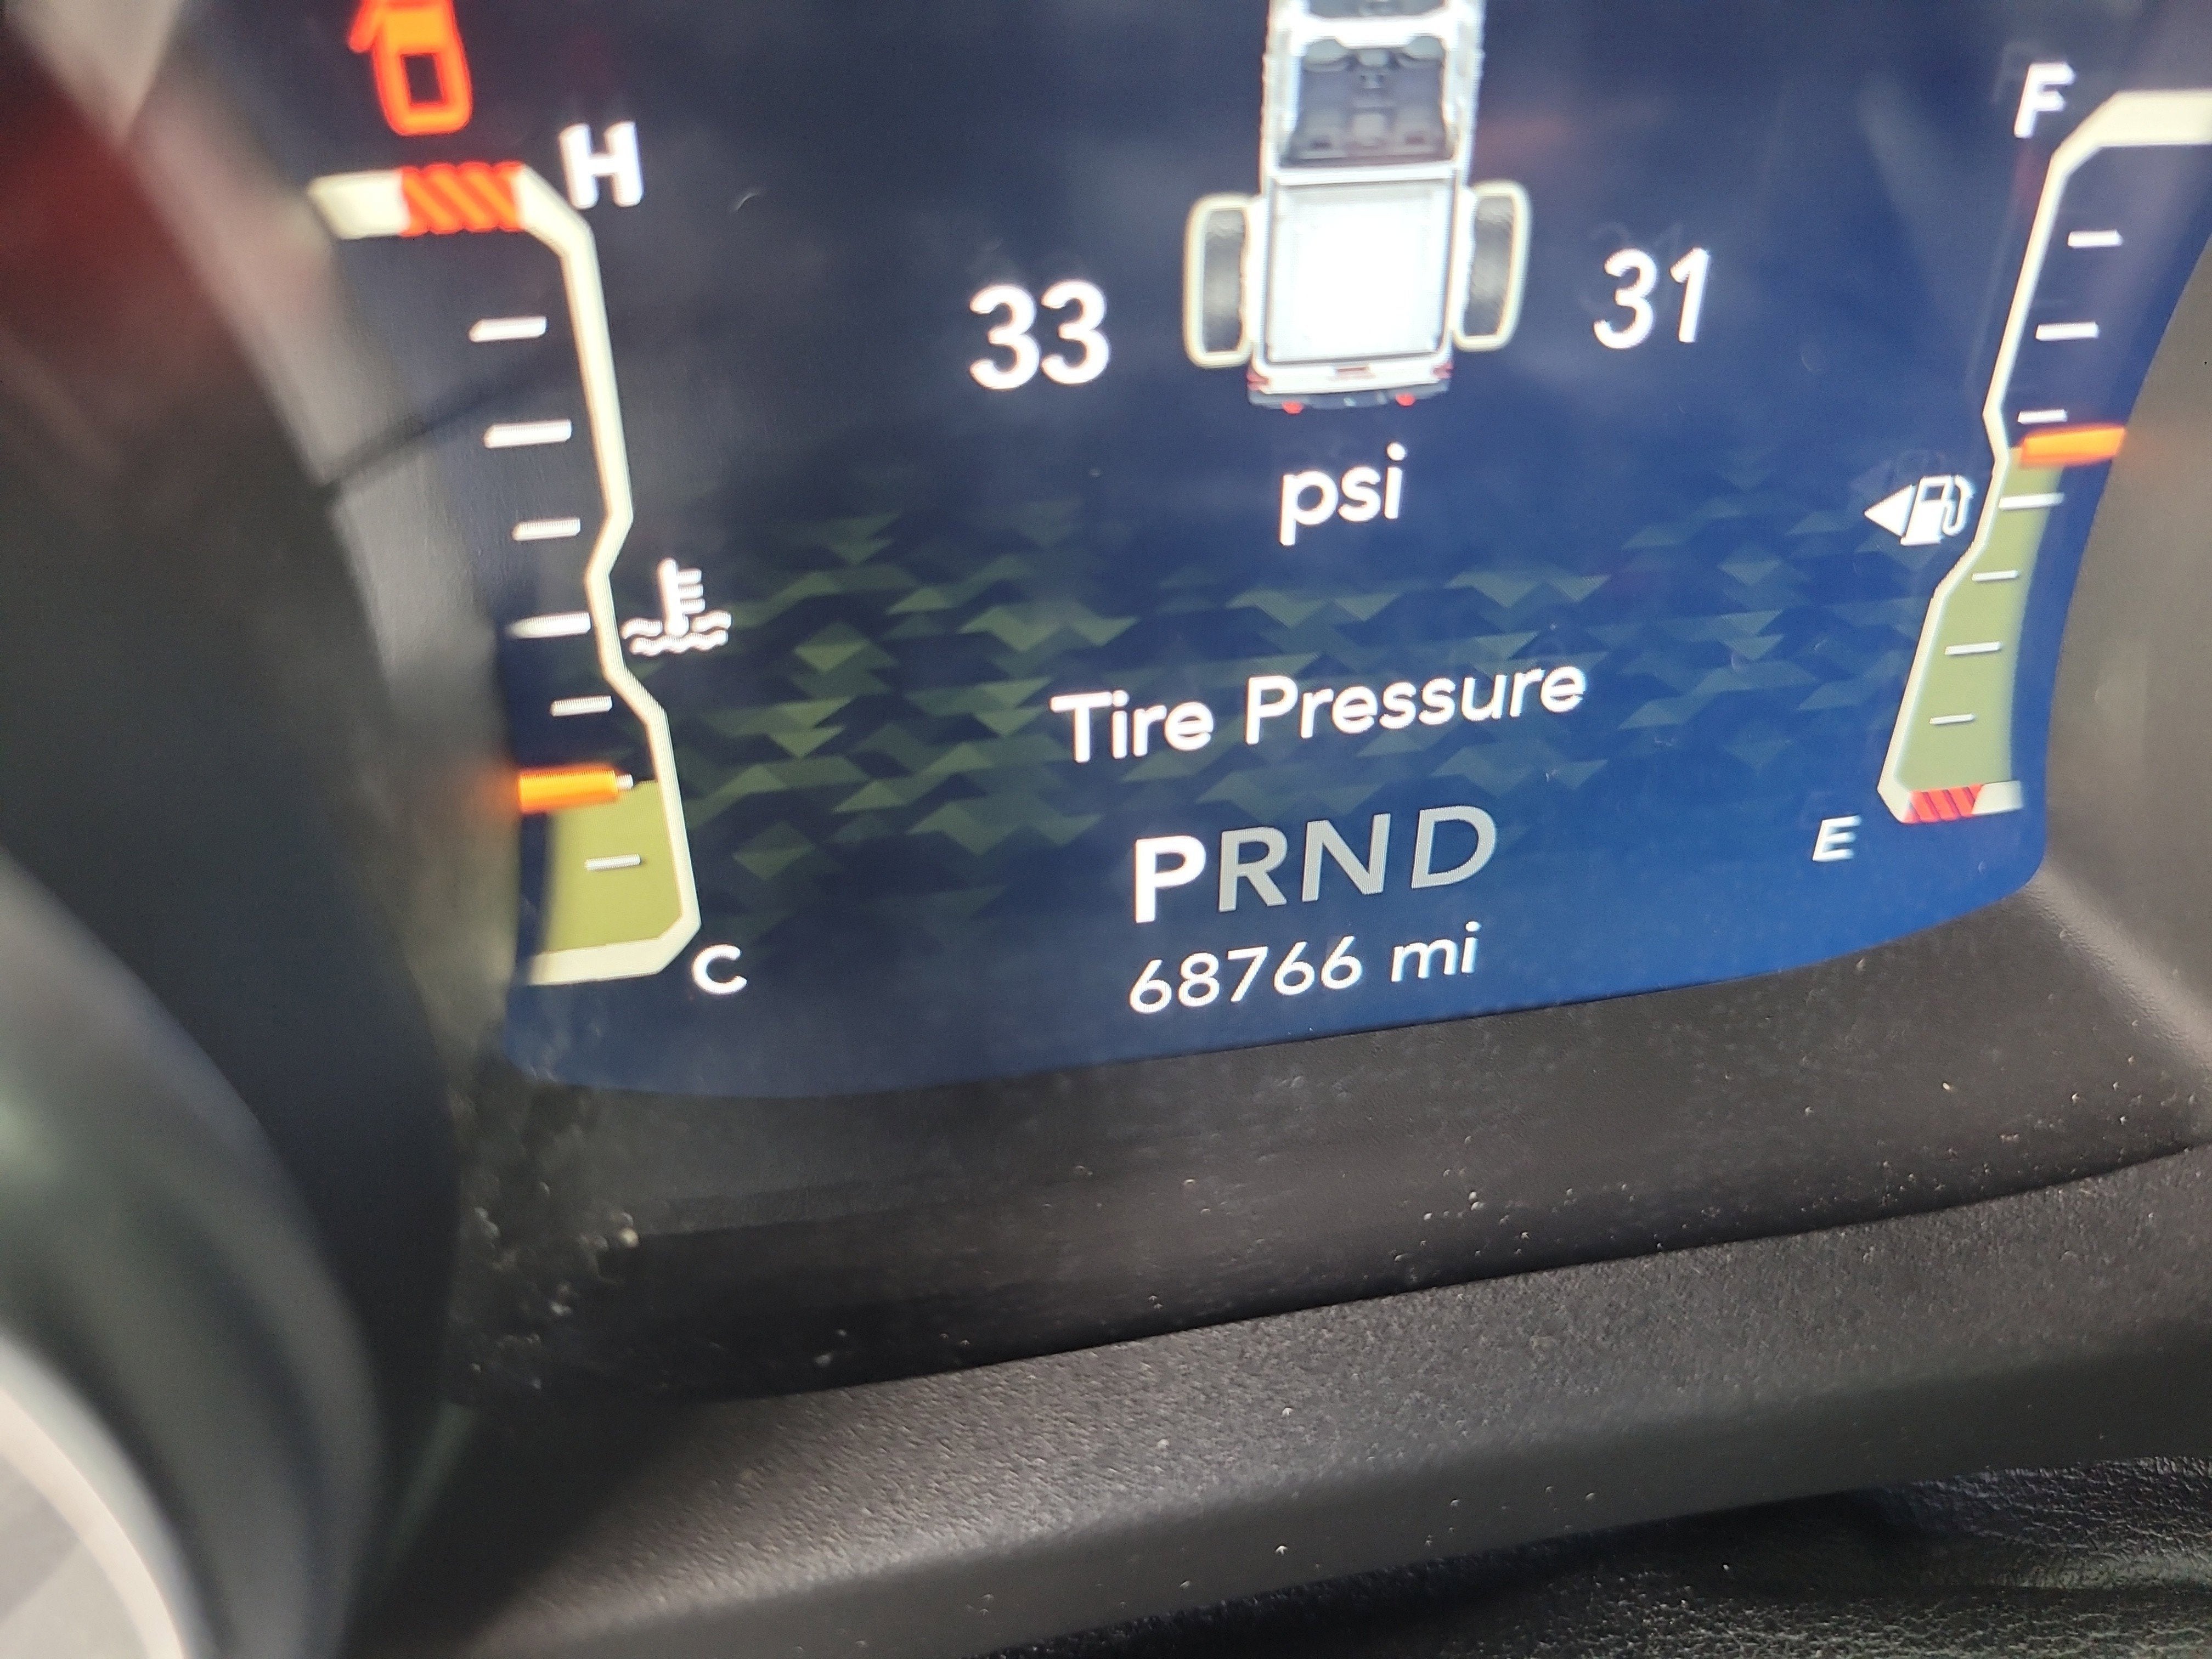 H
F
33 31
psi
Tire Pressure
PRND
E
68766 mi
C